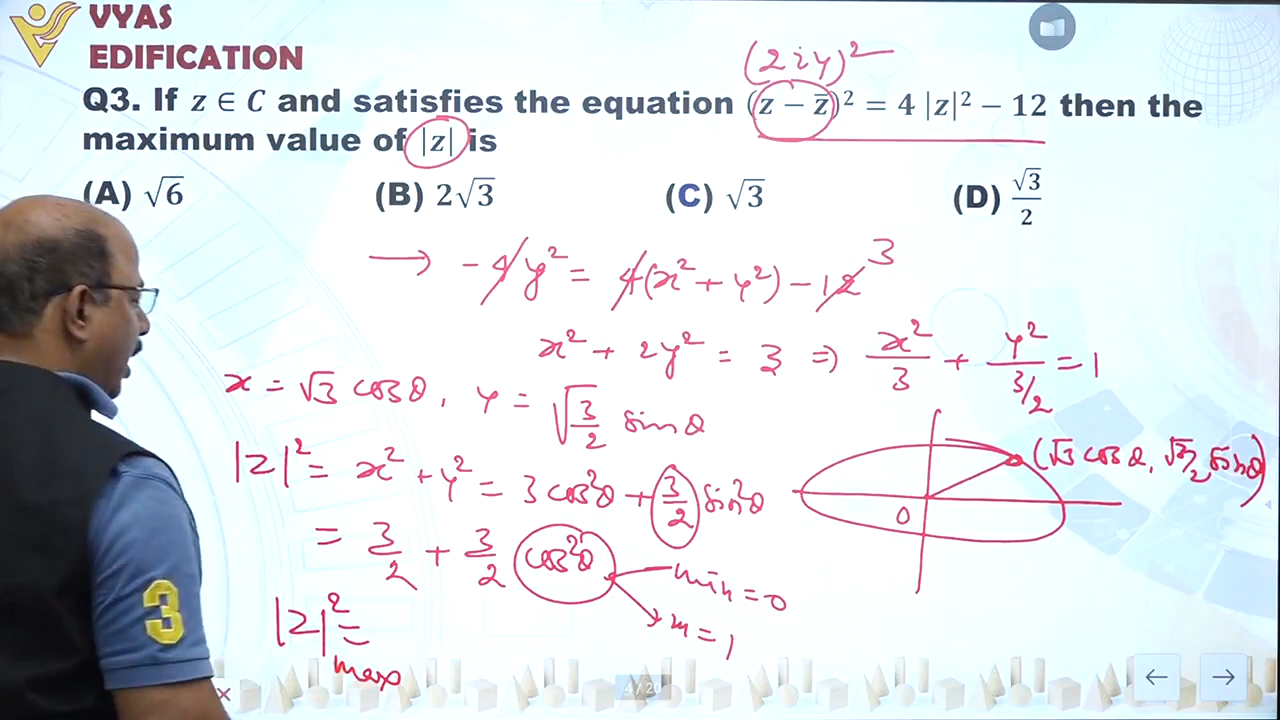 VYAS
EDIFICATION
(2iy)²
Q3. If z ∈ C and satisfies the equation (z − z̄)² = 4 |z|² − 12 then the
maximum value of |z| is
(A) √6 (B) 2√3 (C) √3 (D) √3/2
→ −4y² = 4(x² + y²) − 12 3
x² + 2y² = 3 ⇒ x²/3 + y²/(3/2) = 1
x = √3 cosθ, y = √(3/2) sinθ
(√3 cosθ, √(3/2) sinθ)
|z|² = x² + y² = 3cos²θ + 3/2 sin²θ
0
= 3/2 + 3/2 cos²θ
min = 0
m = 1
|z|² =
max
3
4 / 20